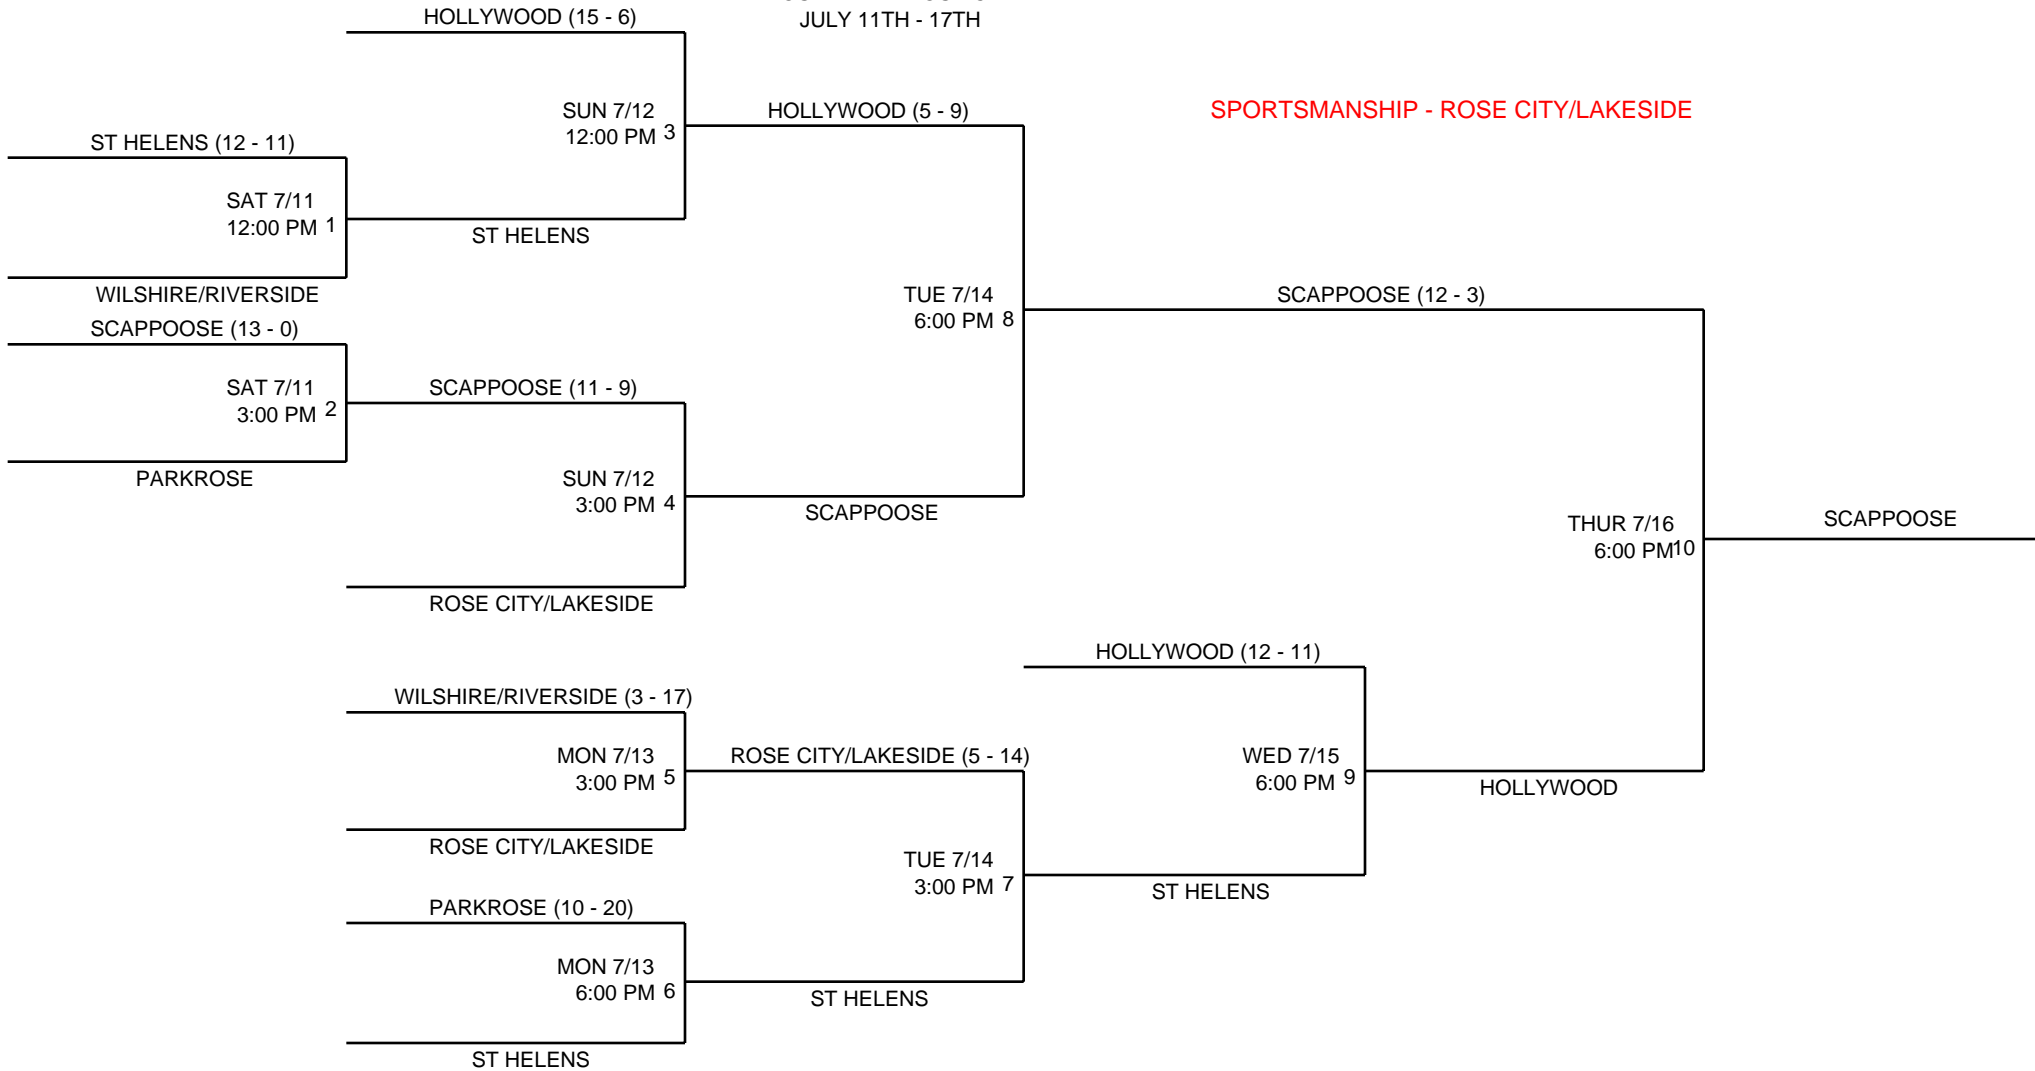 HOLLYWOOD (15 - 6)
JULY 11TH - 17TH
SUN 7/12
12:00 PM 3
HOLLYWOOD (5 - 9)
SPORTSMANSHIP - ROSE CITY/LAKESIDE
ST HELENS (12 - 11)
SAT 7/11
12:00 PM 1
ST HELENS
WILSHIRE/RIVERSIDE
TUE 7/14
6:00 PM 8
SCAPPOOSE (12 - 3)
SCAPPOOSE (13 - 0)
SAT 7/11
3:00 PM 2
SCAPPOOSE (11 - 9)
PARKROSE
SUN 7/12
3:00 PM 4
SCAPPOOSE
THUR 7/16
6:00 PM 10
SCAPPOOSE
ROSE CITY/LAKESIDE
HOLLYWOOD (12 - 11)
WILSHIRE/RIVERSIDE (3 - 17)
MON 7/13
3:00 PM 5
ROSE CITY/LAKESIDE (5 - 14)
WED 7/15
6:00 PM 9
HOLLYWOOD
ROSE CITY/LAKESIDE
TUE 7/14
3:00 PM 7
ST HELENS
PARKROSE (10 - 20)
MON 7/13
6:00 PM 6
ST HELENS
ST HELENS